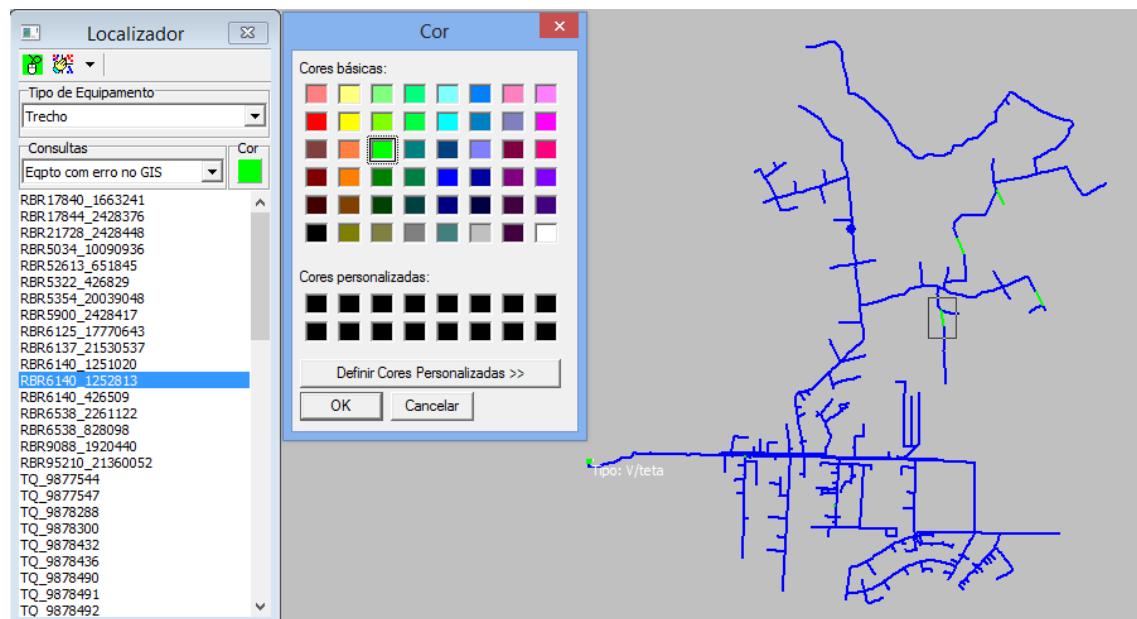 Localizador
Tipo de Equipamento
Trecho
Consultas
Cor
Eqpto com erro no GIS
RBR17840_1663241
RBR17844_2428376
RBR21728_2428448
RBR5034_10090936
RBR52613_651845
RBR5322_426829
RBR5354_20039048
RBR5900_2428417
RBR6125_17770643
RBR6137_21530537
RBR6140_1251020
RBR6140_1252813
RBR6140_426509
RBR6538_2261122
RBR6538_828098
RBR9088_1920440
RBR95210_21360052
TQ_9877544
TQ_9877547
TQ_9878288
TQ_9878300
TQ_9878432
TQ_9878436
TQ_9878490
TQ_9878491
TQ_9878492
Cor
Cores básicas:
Cores personalizadas:
Definir Cores Personalizadas >>
OK
Cancelar
Tipo: V/teta